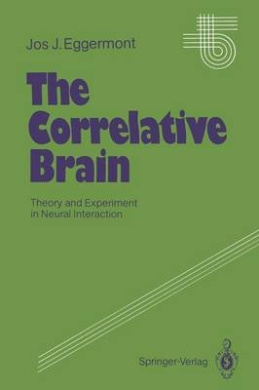 Jos J. Eggermont
The
Correlative
Brain
Theory and Experiment
in Neural Interaction
Springer-Verlag